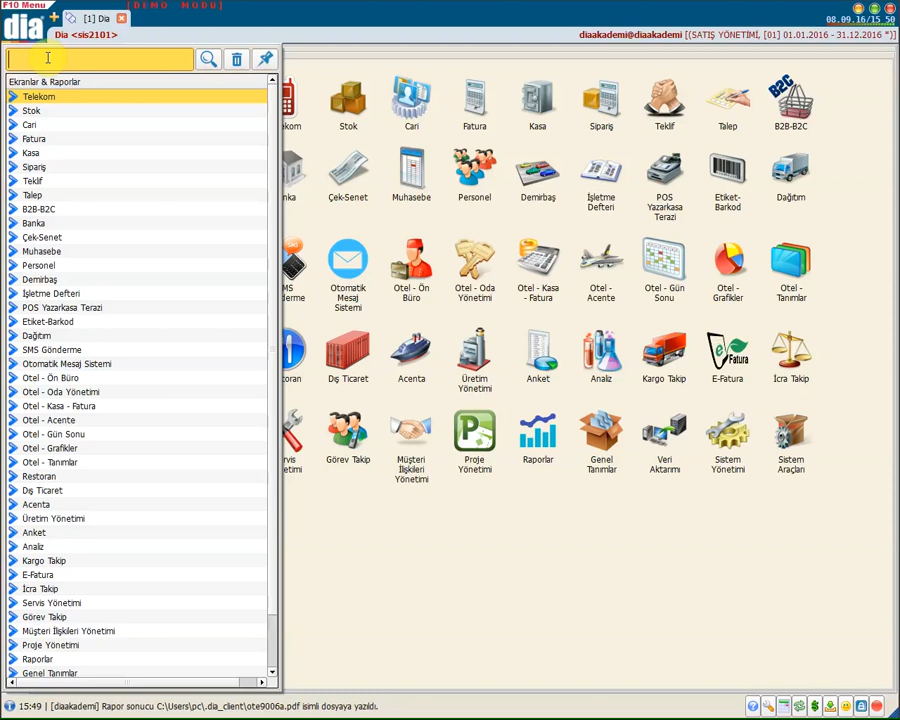 F10 Menu
[DEMO MODU]
dia
[1] Dia
08.09.16/15 50
Dia <sis2101>
diaakademi@diaakademi [(SATIŞ YÖNETİMİ, [01] 01.01.2016 - 31.12.2016 *)]
Ekranlar & Raporlar
Telekom
Stok
Cari
Fatura
Kasa
Sipariş
Teklif
Talep
B2B-B2C
Banka
Çek-Senet
Muhasebe
Personel
Demirbaş
İşletme Defteri
POS Yazarkasa Terazi
Etiket-Barkod
Dağıtım
SMS Gönderme
Otomatik Mesaj Sistemi
Otel - Ön Büro
Otel - Oda Yönetimi
Otel - Kasa - Fatura
Otel - Acente
Otel - Gün Sonu
Otel - Grafikler
Otel - Tanımlar
Restoran
Dış Ticaret
Acenta
Üretim Yönetimi
Anket
Analiz
Kargo Takip
E-Fatura
İcra Takip
Servis Yönetimi
Görev Takip
Müşteri İlişkileri Yönetimi
Proje Yönetimi
Raporlar
Genel Tanımlar
ekom
Stok
Cari
Fatura
Kasa
Sipariş
Teklif
Talep
B2C
B2B-B2C
nka
Çek-Senet
Muhasebe
Personel
Demirbaş
İşletme
Defteri
POS
Yazarkasa
Terazi
Etiket-
Barkod
Dağıtım
SMS
MS
derme
Otomatik
Mesaj
Sistemi
Otel - Ön
Büro
Otel - Oda
Yönetimi
Otel - Kasa
- Fatura
Otel -
Acente
Otel - Gün
Sonu
Otel -
Grafikler
Otel -
Tanımlar
oran
Dış Ticaret
Acenta
Üretim
Yönetimi
Anket
Analiz
Kargo Takip
e Fatura
E-Fatura
İcra Takip
rvis
etimi
Görev Takip
Müşteri
İlişkileri
Yönetimi
P
Proje
Yönetimi
Raporlar
Genel
Tanımlar
Veri
Aktarımı
Sistem
Yönetimi
Sistem
Araçları
15:49 | [diaakademi] Rapor sonucu C:\Users\pc\.dia_client\ote9006a.pdf isimli dosyaya yazıldı.